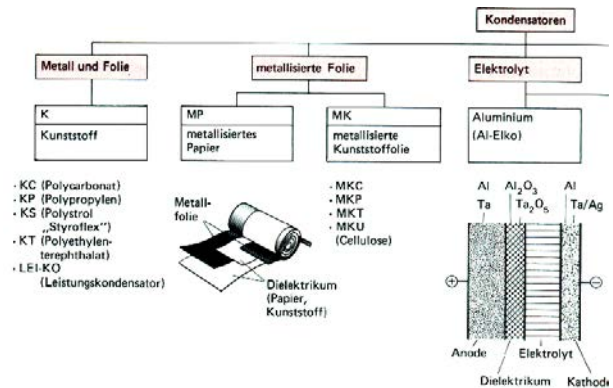 Kondensatoren
Metall und Folie
metallisierte Folie
Elektrolyt
K
Kunststoff
MP
metallisiertes
Papier
MK
metallisierte
Kunststoffolie
Aluminium
(Al-Elko)
· KC (Polycarbonat)
· KP (Polypropylen)
· KS (Polystrol
„Styroflex”)
· KT (Polyethylen-
terephthalat)
· LEI-KO
(Leistungskondensator)
Metall-
folie
Dielektrikum
(Papier,
Kunststoff)
· MKC
· MKP
· MKT
· MKU
(Cellulose)
Al Al₂O₃ Al
Ta Ta₂O₅ Ta/Ag
+ −
Anode Elektrolyt
Dielektrikum Kathode